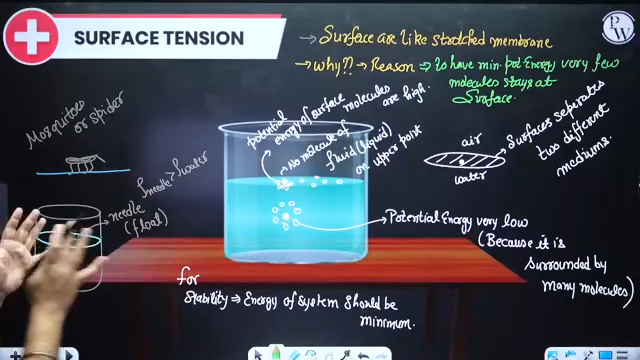 SURFACE TENSION
→ Surface are like stretched membrane
→ Why?? → Reason ⇒ To have min. pot. Energy very few
molecules stays at
Surface.
PW
Mosquitoes
or spider
ρneedle > ρwater
needle
(float)
potential
energy of surface
molecules
are high.
→ No molecule of
fluid (liquid)
on upper point
air
water
Surfaces separates
two different
mediums.
→ Potential Energy very low
(Because it is
surrounded by
many molecules)
for
Stability ⇒ Energy of system should be
minimum.